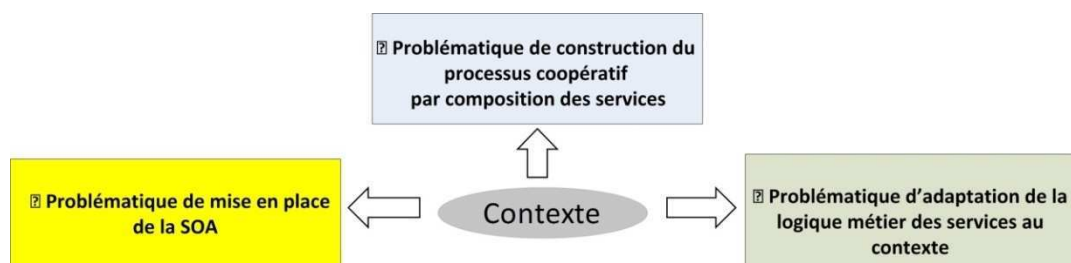 ⍰ Problématique de construction du
processus coopératif
par composition des services
⍰ Problématique de mise en place
de la SOA
Contexte
⍰ Problématique d’adaptation de la
logique métier des services au
contexte